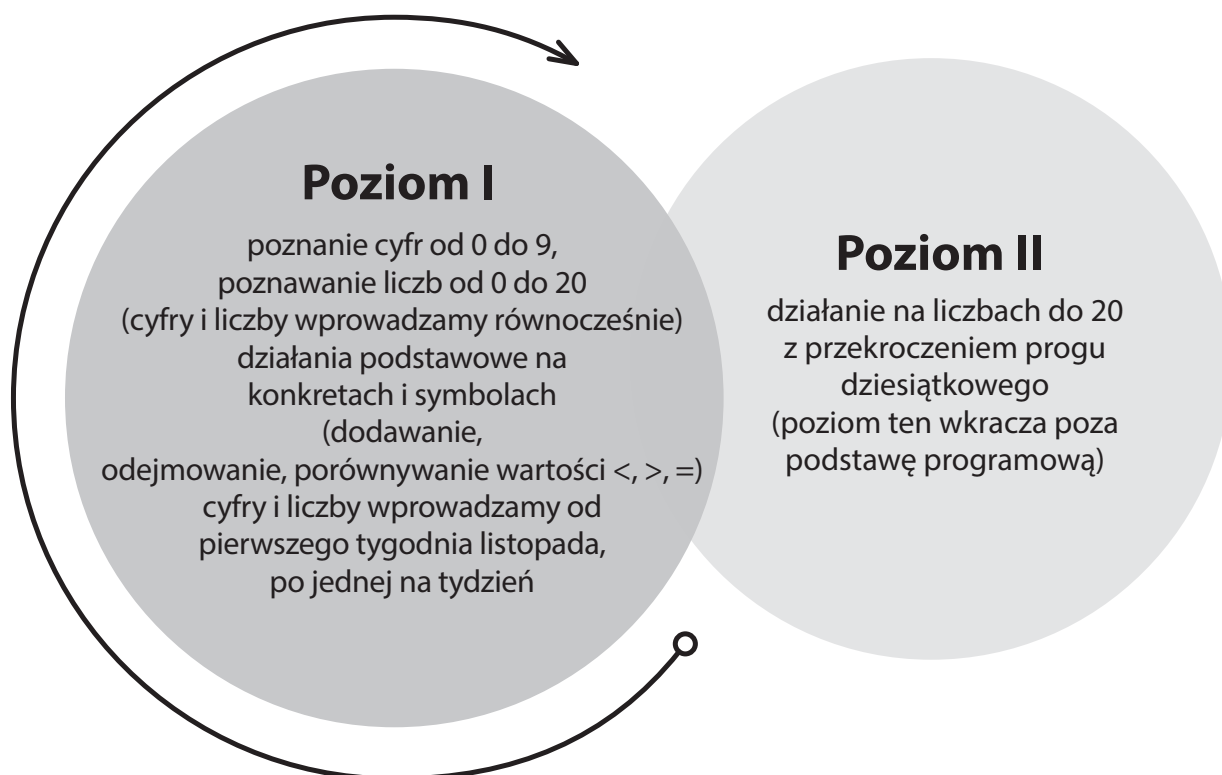 Poziom I
poznanie cyfr od 0 do 9,
poznawanie liczb od 0 do 20
(cyfry i liczby wprowadzamy równocześnie)
działania podstawowe na
konkretach i symbolach
(dodawanie,
odejmowanie, porównywanie wartości <, >, =)
cyfry i liczby wprowadzamy od
pierwszego tygodnia listopada,
po jednej na tydzień
Poziom II
działanie na liczbach do 20
z przekroczeniem progu
dziesiątkowego
(poziom ten wkracza poza
podstawę programową)